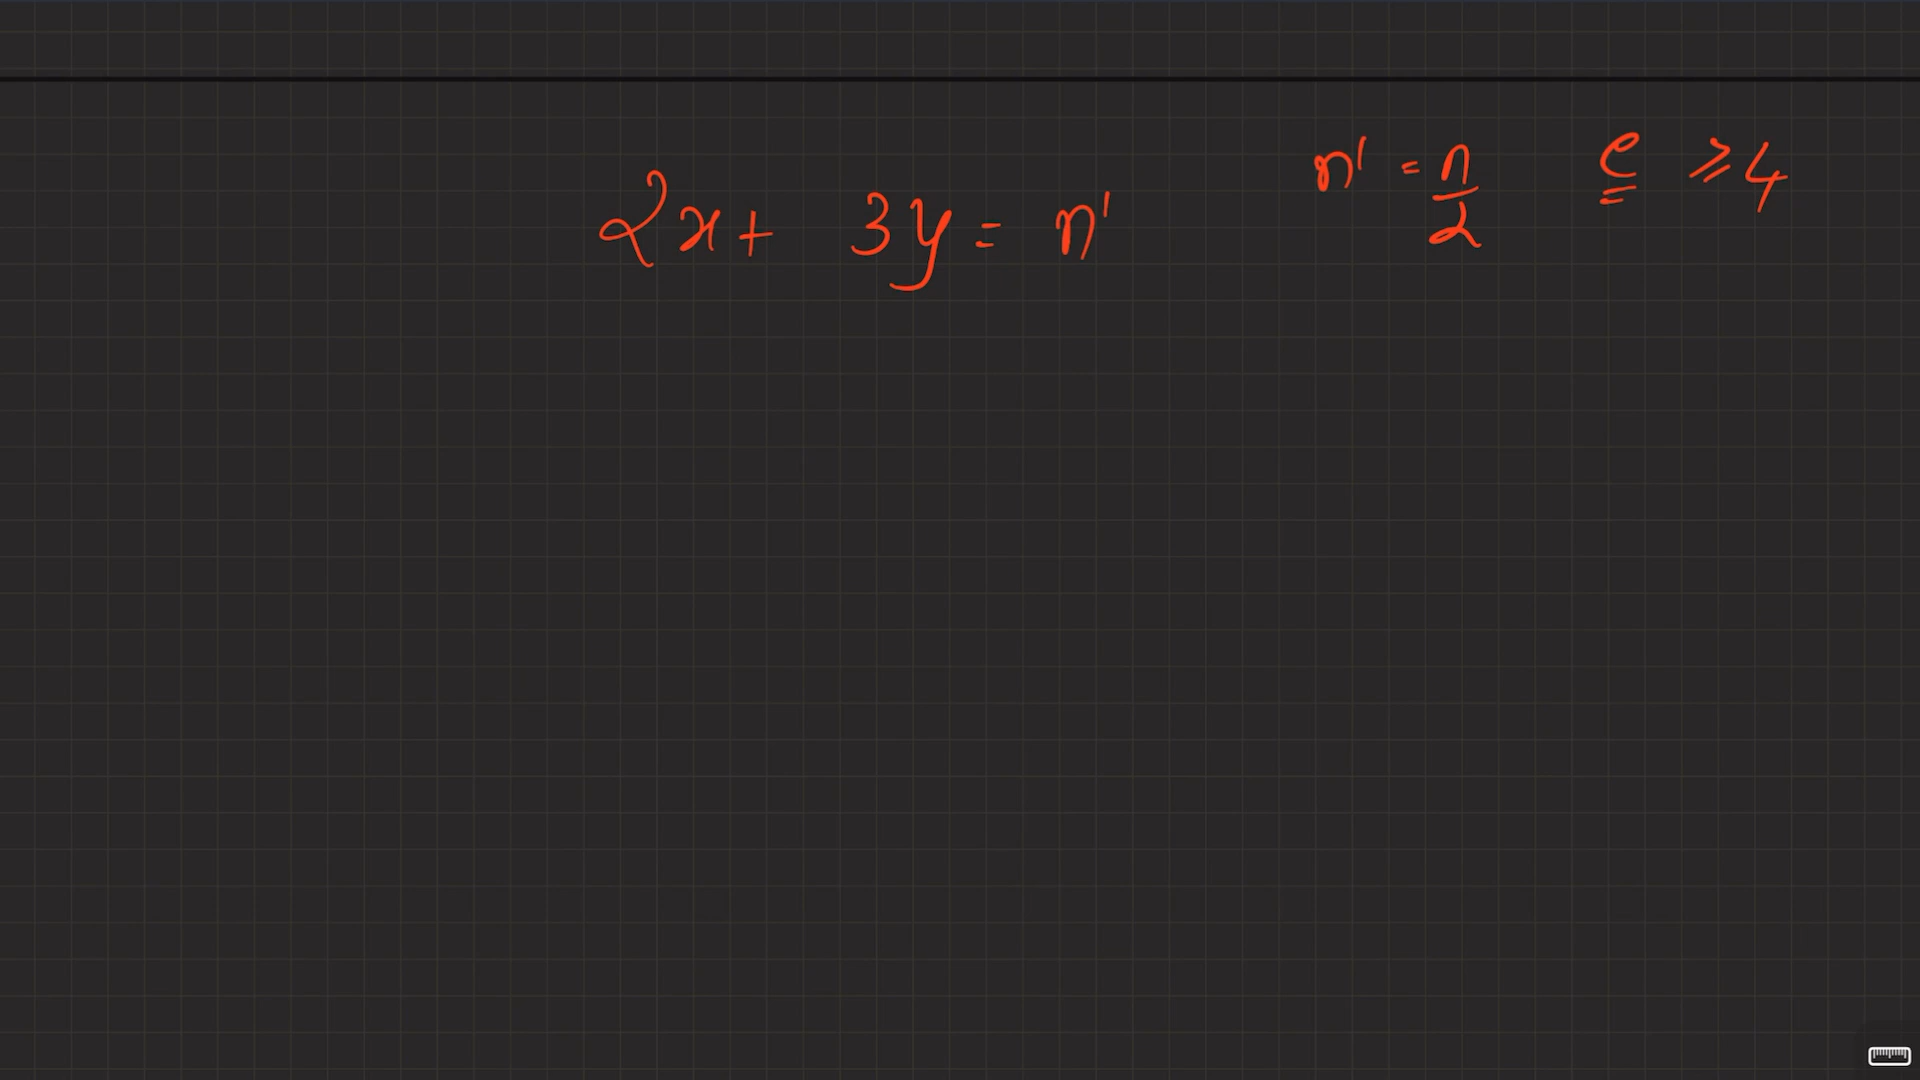 2x + 3y = n'
n' = n/2 e ≥ 4